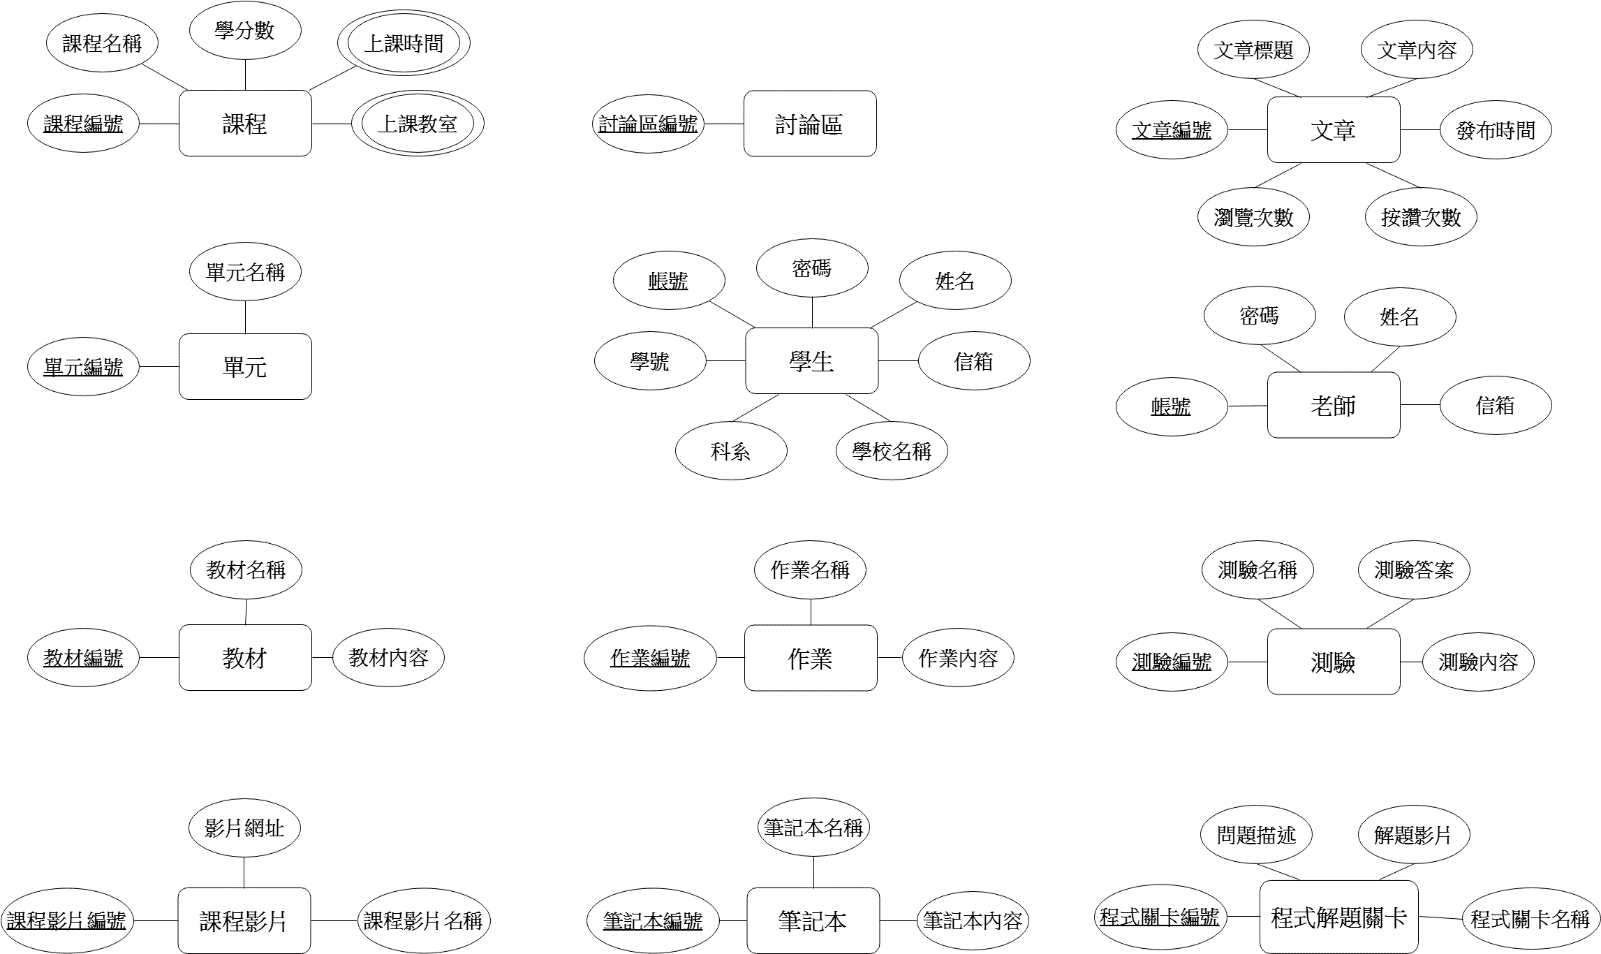 課程名稱
學分數
上課時間
課程編號
課程
上課教室
討論區編號
討論區
文章標題
文章內容
文章編號
文章
發布時間
瀏覽次數
按讚次數
單元名稱
單元編號
單元
帳號
密碼
姓名
學號
學生
信箱
科系
學校名稱
密碼
姓名
帳號
老師
信箱
教材名稱
教材編號
教材
教材內容
作業名稱
作業編號
作業
作業內容
測驗名稱
測驗答案
測驗編號
測驗
測驗內容
影片網址
課程影片編號
課程影片
課程影片名稱
筆記本名稱
筆記本編號
筆記本
筆記本內容
問題描述
解題影片
程式關卡編號
程式解題關卡
程式關卡名稱